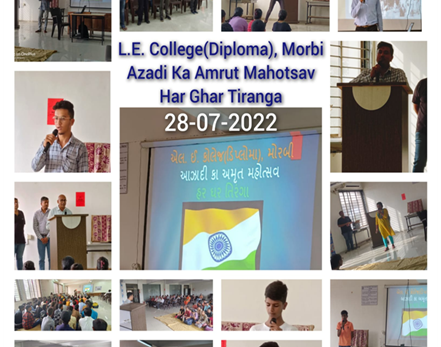 L.E. College(Diploma), Morbi
Azadi Ka Amrut Mahotsav
Har Ghar Tiranga
28-07-2022
એલ. ઈ. કોલેજ(ડિપ્લોમા), મોરબી
આઝાદી કા અમૃત મહોત્સવ
હર ઘર તિરંગા